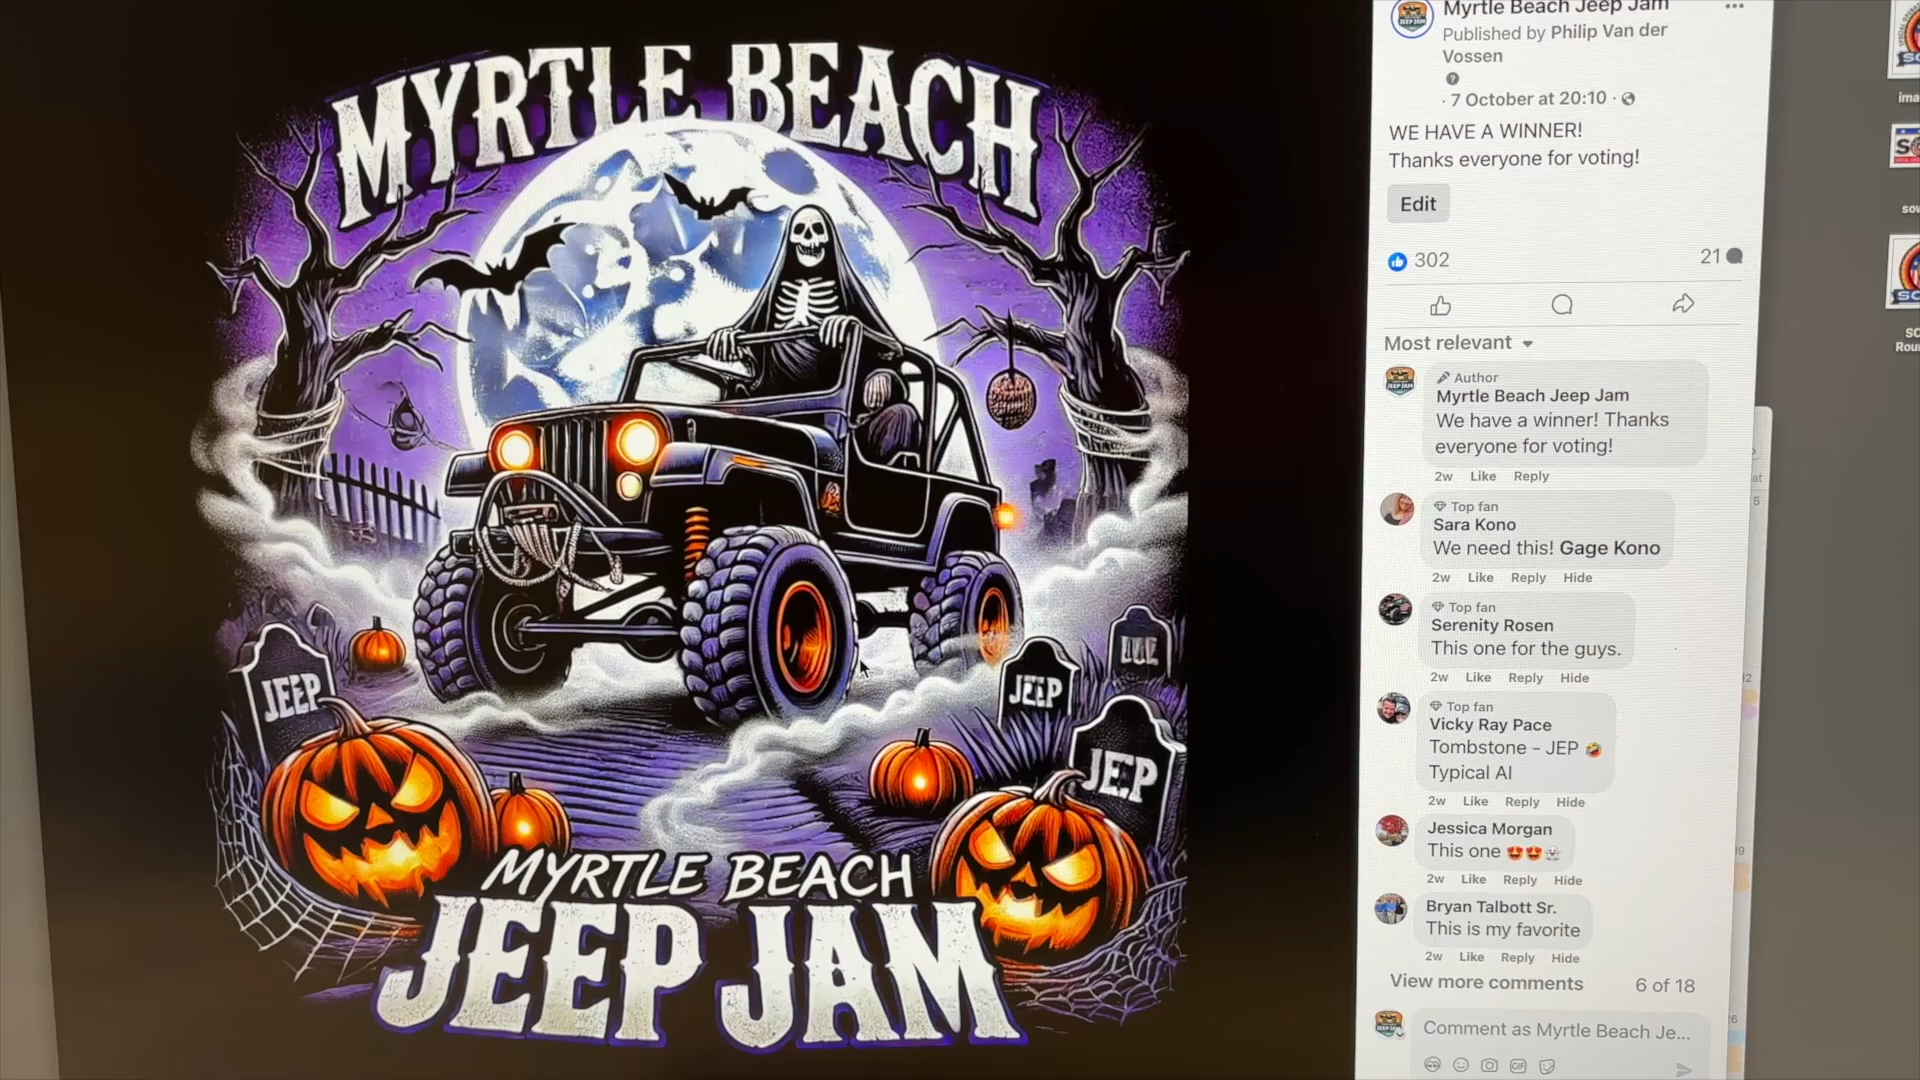 MYRTLE BEACH
JEEP
JEEP
JEP
MYRTLE BEACH
JEEP JAM
Myrtle Beach Jeep Jam
Published by Philip Van der
Vossen
· 7 October at 20:10 ·
WE HAVE A WINNER!
Thanks everyone for voting!
Edit
302
21
Most relevant
Author
Myrtle Beach Jeep Jam
We have a winner! Thanks
everyone for voting!
2w Like Reply
Top fan
Sara Kono
We need this! Gage Kono
2w Like Reply Hide
Top fan
Serenity Rosen
This one for the guys.
2w Like Reply Hide
Top fan
Vicky Ray Pace
Tombstone - JEP 🤣
Typical AI
2w Like Reply Hide
Jessica Morgan
This one 😍😍👻
2w Like Reply Hide
Bryan Talbott Sr.
This is my favorite
2w Like Reply Hide
View more comments 6 of 18
Comment as Myrtle Beach Je...
GIF